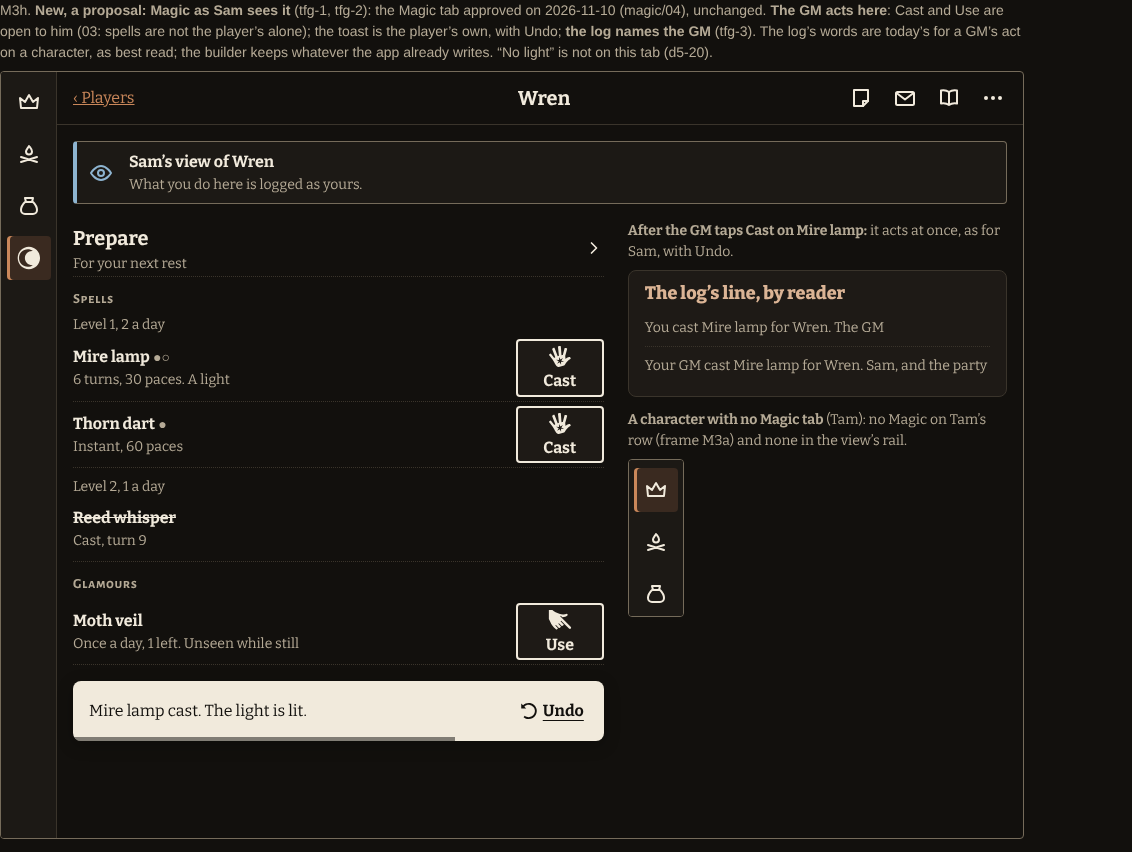 M3h. New, a proposal: Magic as Sam sees it (tfg-1, tfg-2): the Magic tab approved on 2026-11-10 (magic/04), unchanged. The GM acts here: Cast and Use are
open to him (03: spells are not the player's alone); the toast is the player's own, with Undo; the log names the GM (tfg-3). The log's words are today's for a GM's act
on a character, as best read; the builder keeps whatever the app already writes. “No light” is not on this tab (d5-20).
‹ Players
Wren
Sam’s view of Wren
What you do here is logged as yours.
Prepare
For your next rest
Spells
Level 1, 2 a day
Mire lamp
6 turns, 30 paces. A light
Cast
Thorn dart
Instant, 60 paces
Cast
Level 2, 1 a day
Reed whisper
Cast, turn 9
Glamours
Moth veil
Once a day, 1 left. Unseen while still
Use
Mire lamp cast. The light is lit.
Undo
After the GM taps Cast on Mire lamp: it acts at once, as for
Sam, with Undo.
The log’s line, by reader
You cast Mire lamp for Wren. The GM
Your GM cast Mire lamp for Wren. Sam, and the party
A character with no Magic tab (Tam): no Magic on Tam’s
row (frame M3a) and none in the view’s rail.